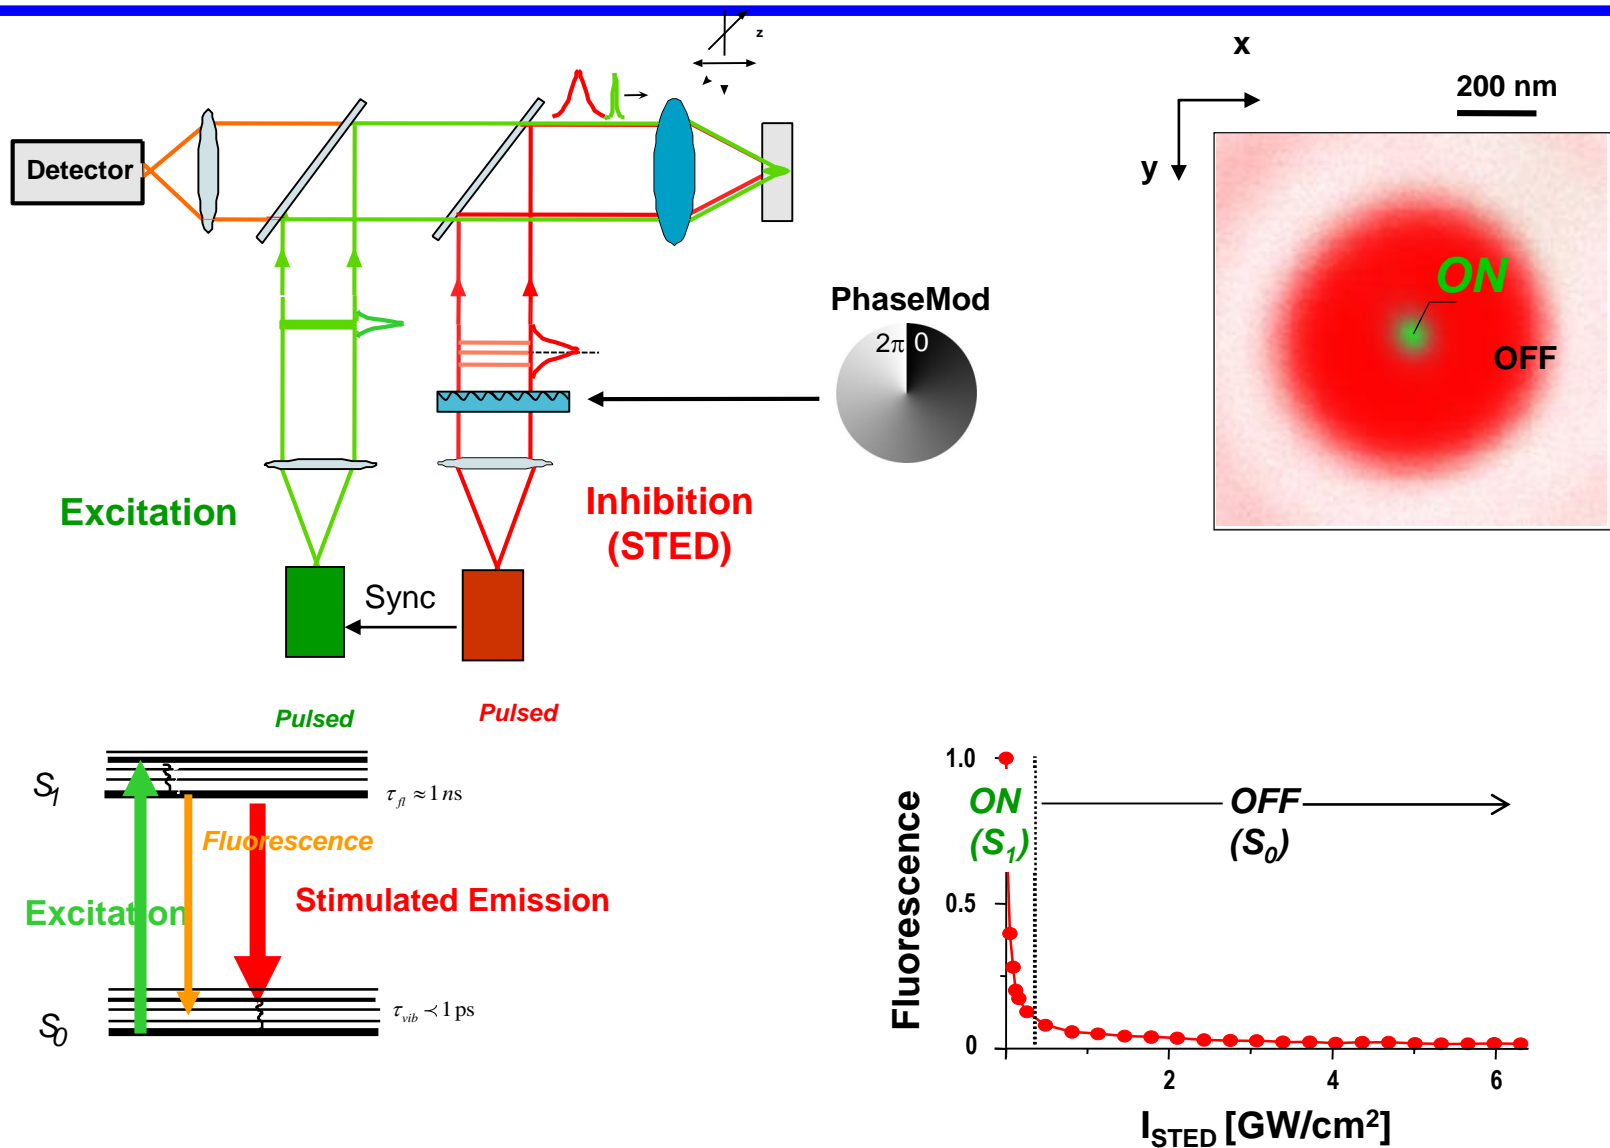 z
x
200 nm
y
Detector
ON
OFF
PhaseMod
2π 0
Excitation
Inhibition
(STED)
Sync
Pulsed
Pulsed
S1
τfl ≈ 1 ns
Fluorescence
Excitation
Stimulated Emission
S0
τvib ≺ 1 ps
Fluorescence
1.0
0.5
0
ON
(S1)
OFF
(S0)
2
4
6
ISTED [GW/cm²]